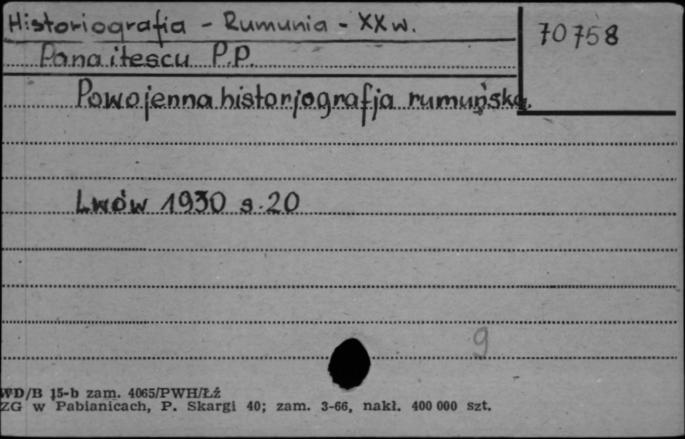 Historiografia - Rumunia - XX w.
70758
Panaitescu P.P.
Powojenna historjografja rumuńska.
Lwów 1930 s. 20
9
WD/B 15-b zam. 4065/PWH/Łź
ZG w Pabianicach, P. Skargi 40; zam. 3-66, nakł. 400 000 szt.